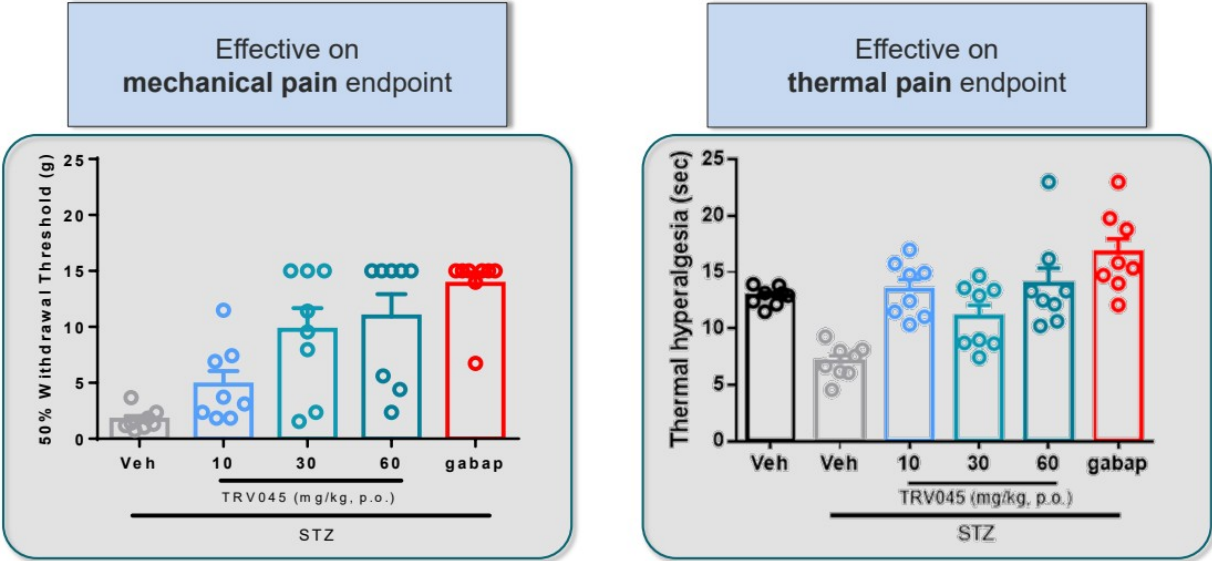 Effective on
mechanical pain endpoint
Effective on
thermal pain endpoint
50% Withdrawal Threshold (g)
25
20
15
10
5
0
Veh 10 30 60 gabap
TRV045 (mg/kg, p.o.)
STZ
Thermal hyperalgesia (sec)
25
20
15
10
5
0
Veh Veh 10 30 60 gabap
TRV045 (mg/kg, p.o.)
STZ